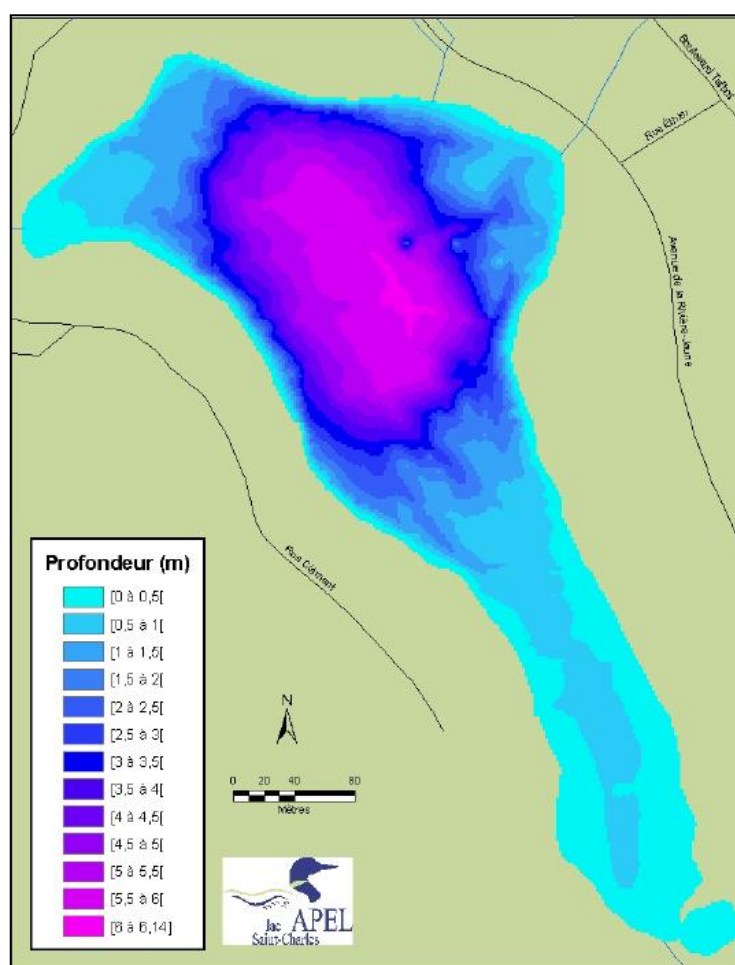 Boulevard Talbot
Rue Ethier
Avenue de la Rivière-Jaune
Rue Clément
Profondeur (m)
[0 à 0,5[
[0,5 à 1[
[1 à 1,5[
[1,5 à 2[
[2 à 2,5[
[2,5 à 3[
[3 à 3,5[
[3,5 à 4[
[4 à 4,5[
[4,5 à 5[
[5 à 5,5[
[5,5 à 6[
[6 à 6,14]
N
0 20 40 80
Mètres
APEL
lac
Saint-Charles